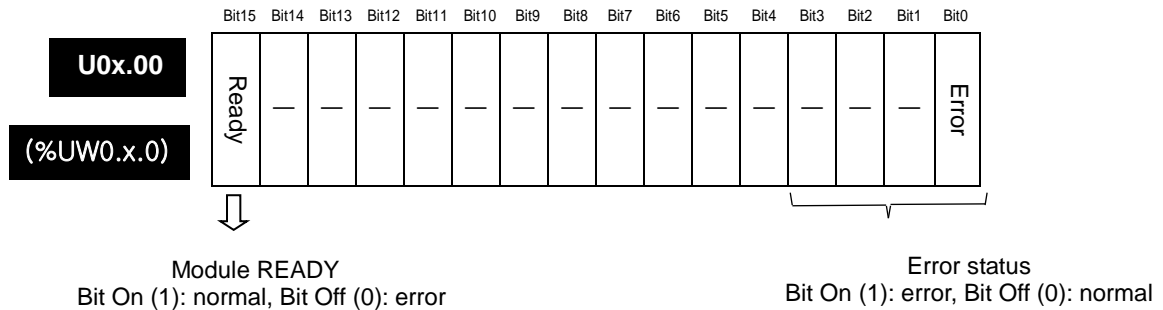 Bit15 Bit14 Bit13 Bit12 Bit11 Bit10 Bit9 Bit8 Bit7 Bit6 Bit5 Bit4 Bit3 Bit2 Bit1 Bit0
U0x.00
(%UW0.x.0)
Ready — — — — — — — — — — — — — — Error
Module READY
Bit On (1): normal, Bit Off (0): error
Error status
Bit On (1): error, Bit Off (0): normal